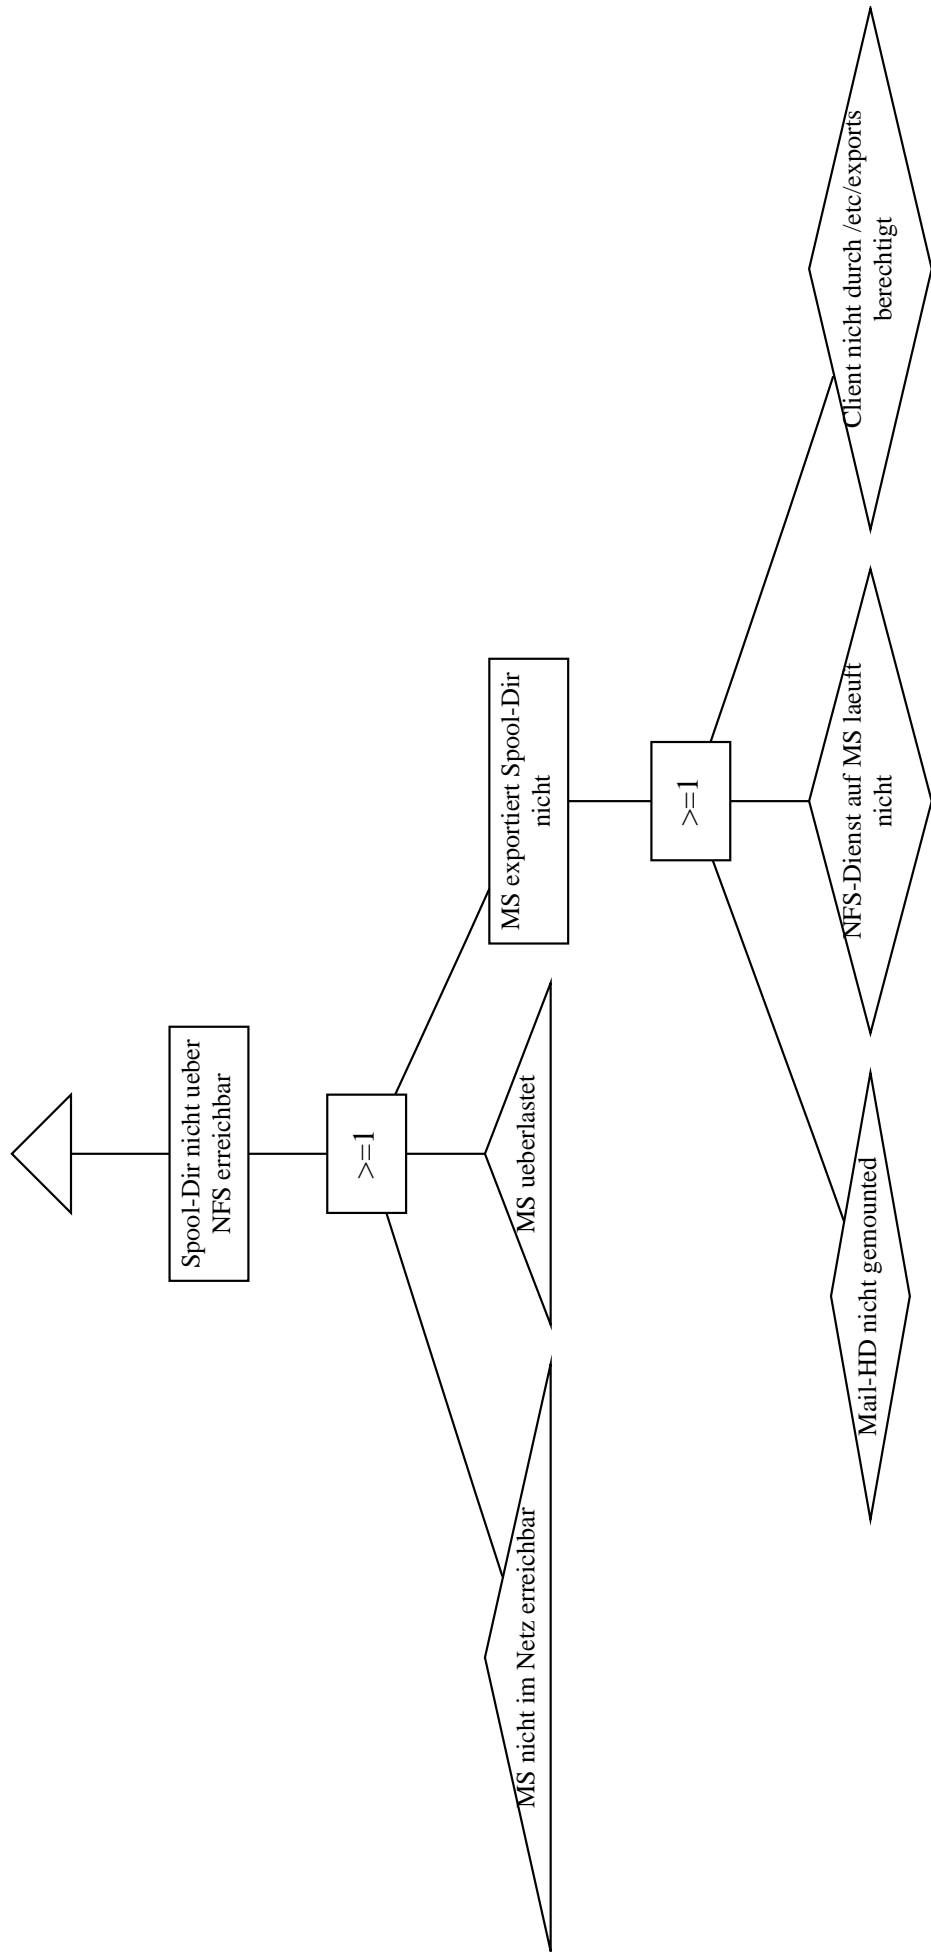 Spool-Dir nicht ueber
NFS erreichbar
>=1
MS nicht im Netz erreichbar
MS ueberlastet
MS exportiert Spool-Dir
nicht
>=1
Mail-HD nicht gemounted
NFS-Dienst auf MS laeuft
nicht
Client nicht durch /etc/exports
berechtigt